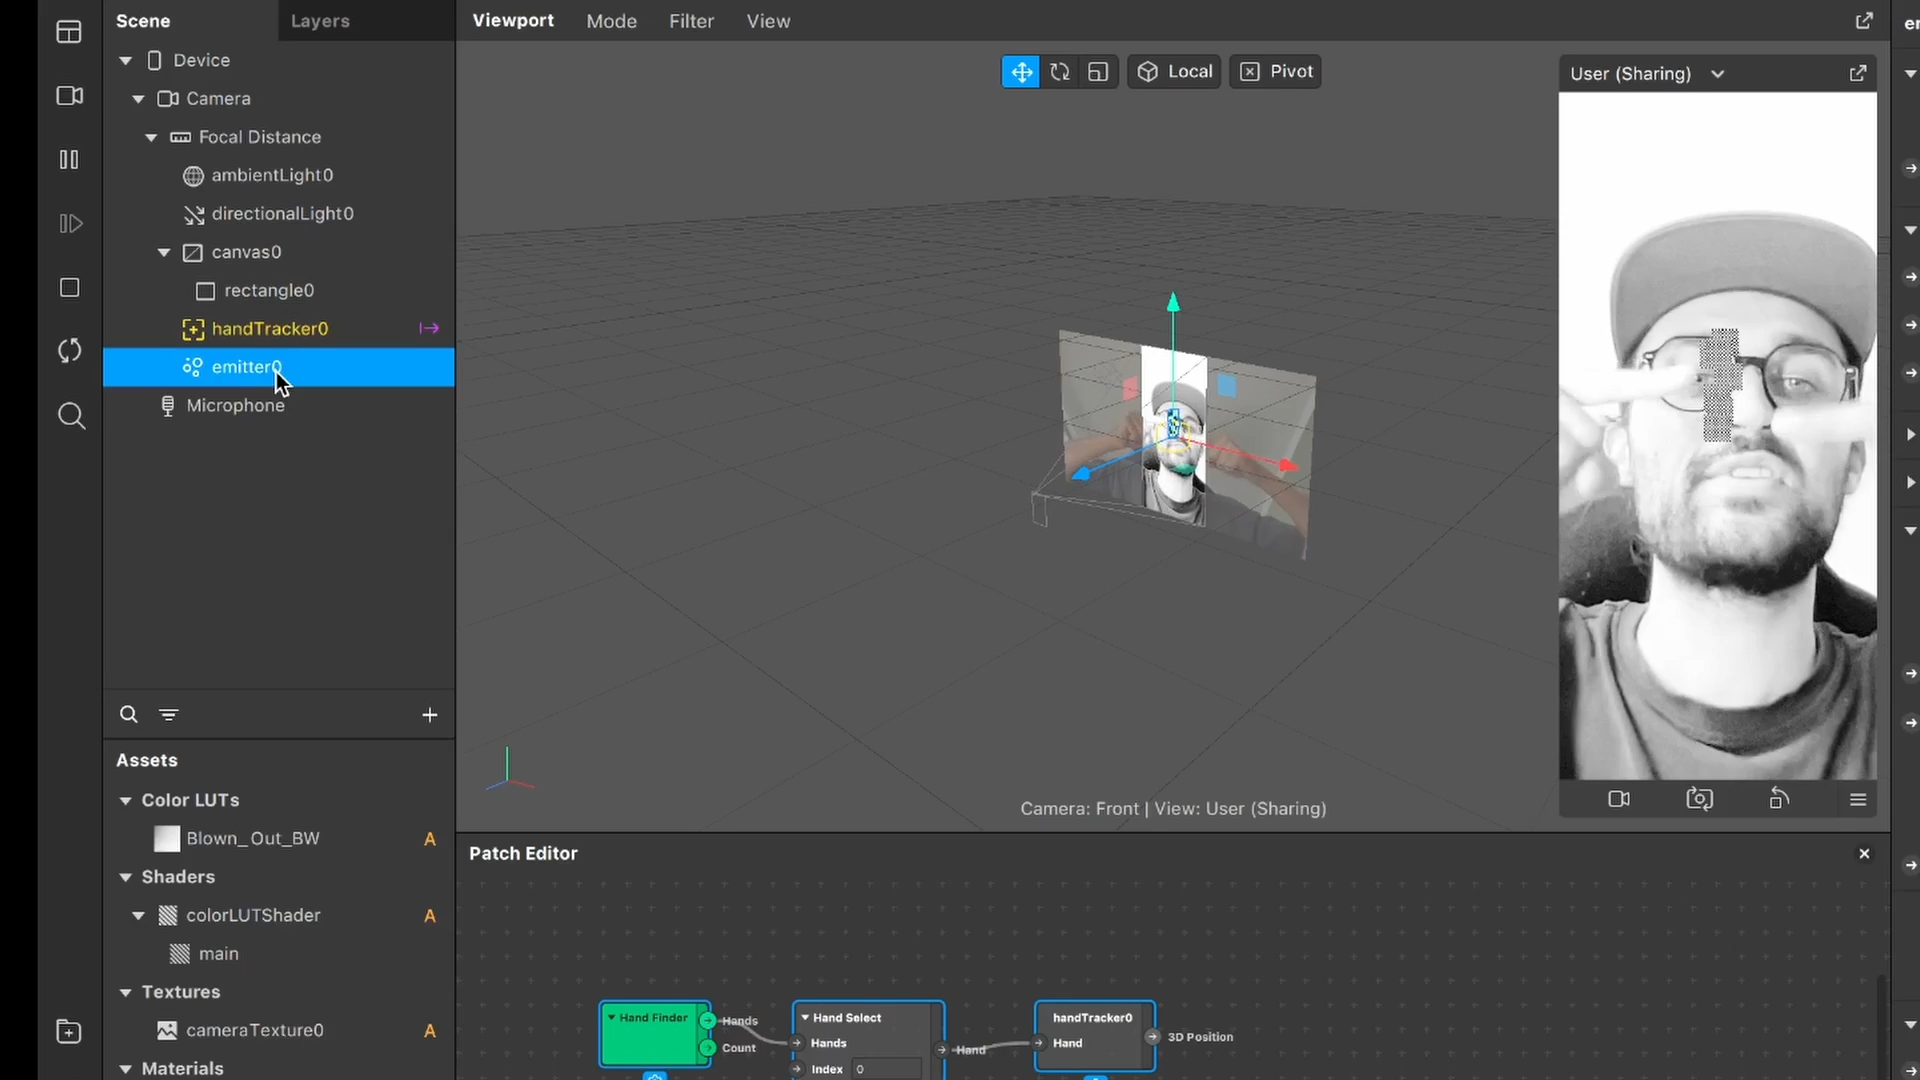 Scene
Layers
Device
Camera
Focal Distance
ambientLight0
directionalLight0
canvas0
rectangle0
handTracker0
emitter0
Microphone
Assets
Color LUTs
Blown_Out_BW A
Shaders
colorLUTShader A
main
Textures
cameraTexture0 A
Materials
Viewport Mode Filter View
Local
Pivot
User (Sharing)
Camera: Front | View: User (Sharing)
Patch Editor
Hand Finder
Hands
Count
Hand Select
Hands
Index 0
Hand
handTracker0
Hand
3D Position